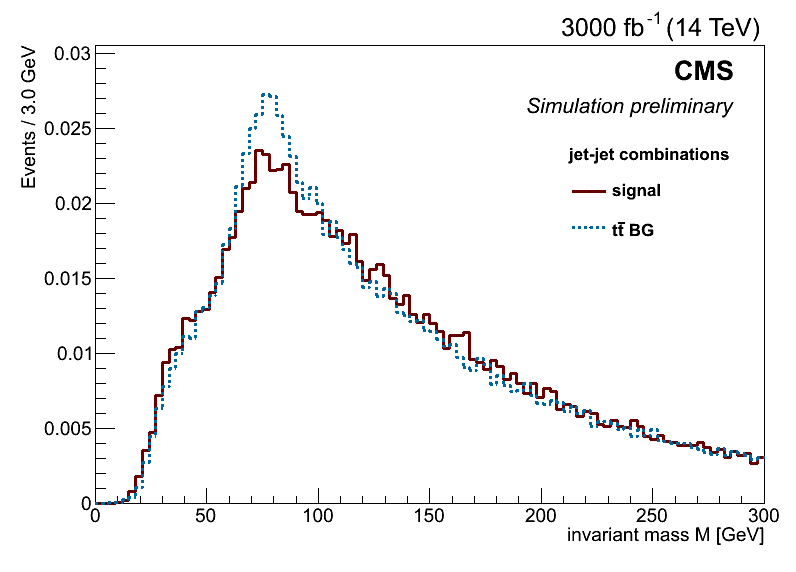 3000 fb⁻¹ (14 TeV)
CMS
Simulation preliminary
jet-jet combinations
signal
tt̄ BG
Events / 3.0 GeV
0.03
0.025
0.02
0.015
0.01
0.005
0
0 50 100 150 200 250 300
invariant mass M [GeV]